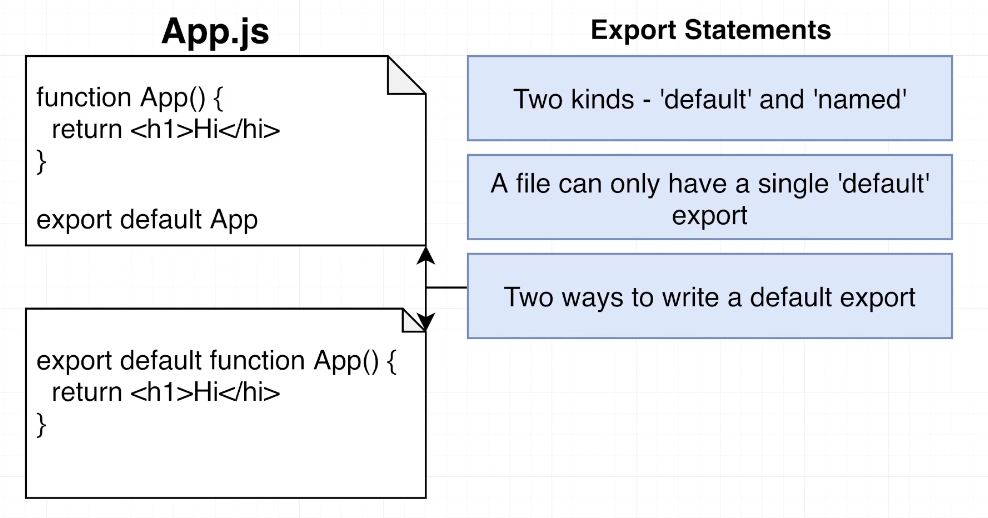 App.js
function App() {
return <h1>Hi</hi>
}
export default App
export default function App() {
return <h1>Hi</hi>
}
Export Statements
Two kinds - 'default' and 'named'
A file can only have a single 'default'
export
Two ways to write a default export